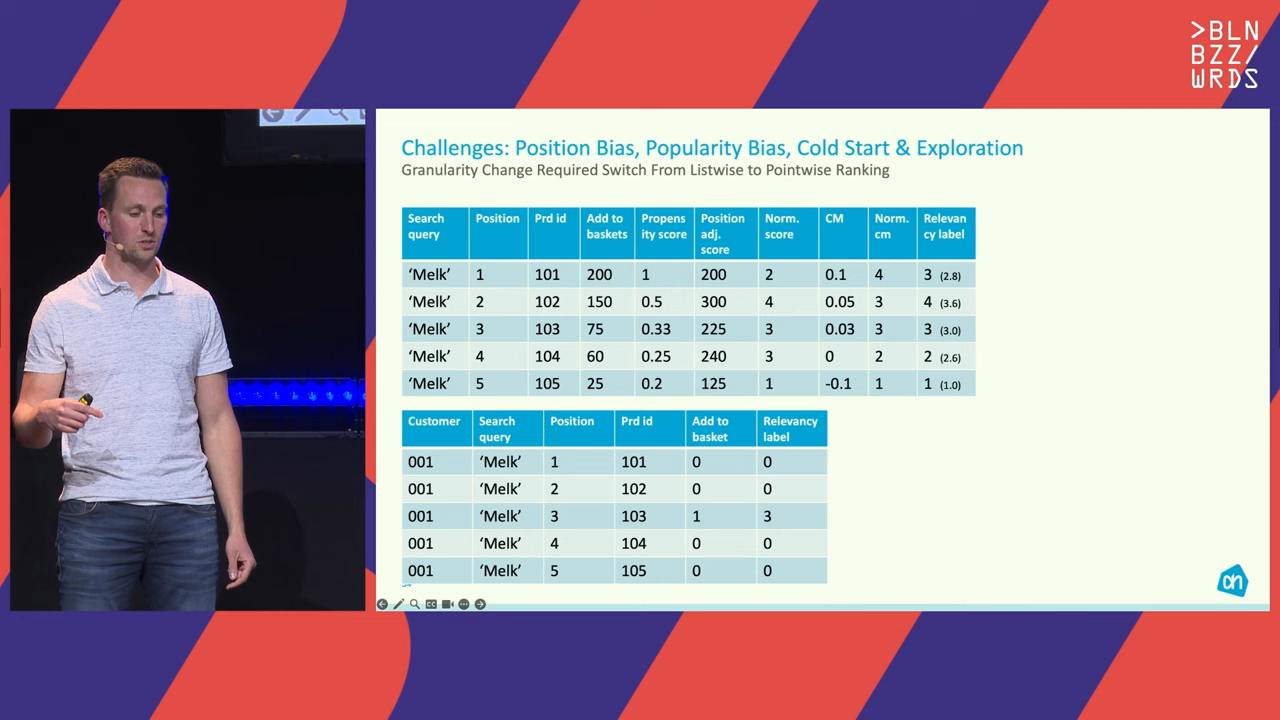 >BLN
BZZ/
WRDS
Challenges: Position Bias, Popularity Bias, Cold Start & Exploration
Granularity Change Required Switch From Listwise to Pointwise Ranking
Search query Position Prd id Add to baskets Propens ity score Position adj. score Norm. score CM Norm. cm Relevan cy label
‘Melk’ 1 101 200 1 200 2 0.1 4 3 (2.8)
‘Melk’ 2 102 150 0.5 300 4 0.05 3 4 (3.6)
‘Melk’ 3 103 75 0.33 225 3 0.03 3 3 (3.0)
‘Melk’ 4 104 60 0.25 240 3 0 2 2 (2.6)
‘Melk’ 5 105 25 0.2 125 1 -0.1 1 1 (1.0)
Customer Search query Position Prd id Add to basket Relevancy label
001 ‘Melk’ 1 101 0 0
001 ‘Melk’ 2 102 0 0
001 ‘Melk’ 3 103 1 3
001 ‘Melk’ 4 104 0 0
001 ‘Melk’ 5 105 0 0
ah